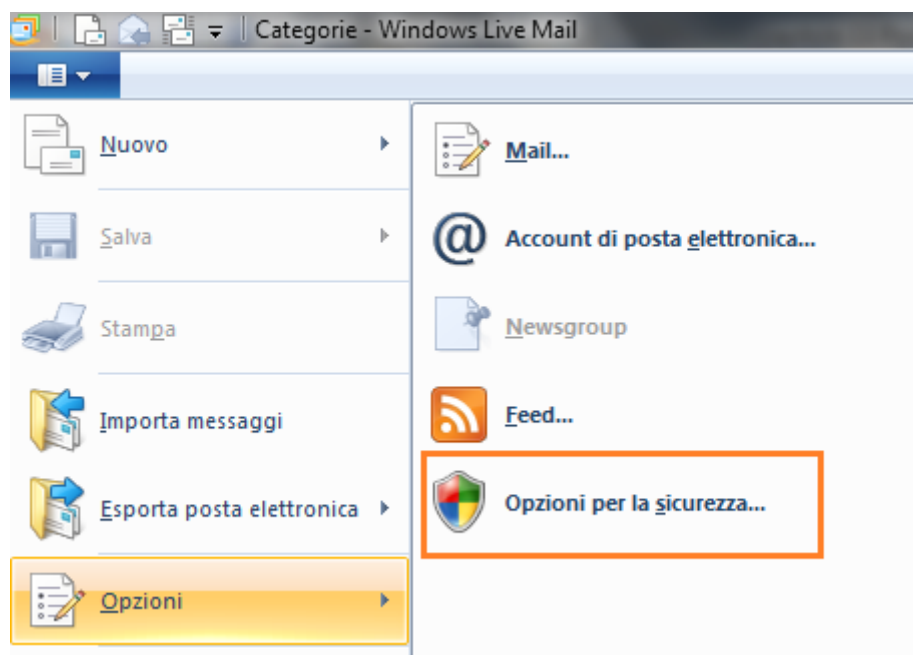 Categorie - Windows Live Mail
Nuovo
Salva
Stampa
Importa messaggi
Esporta posta elettronica
Opzioni
Mail...
Account di posta elettronica...
Newsgroup
Feed...
Opzioni per la sicurezza...